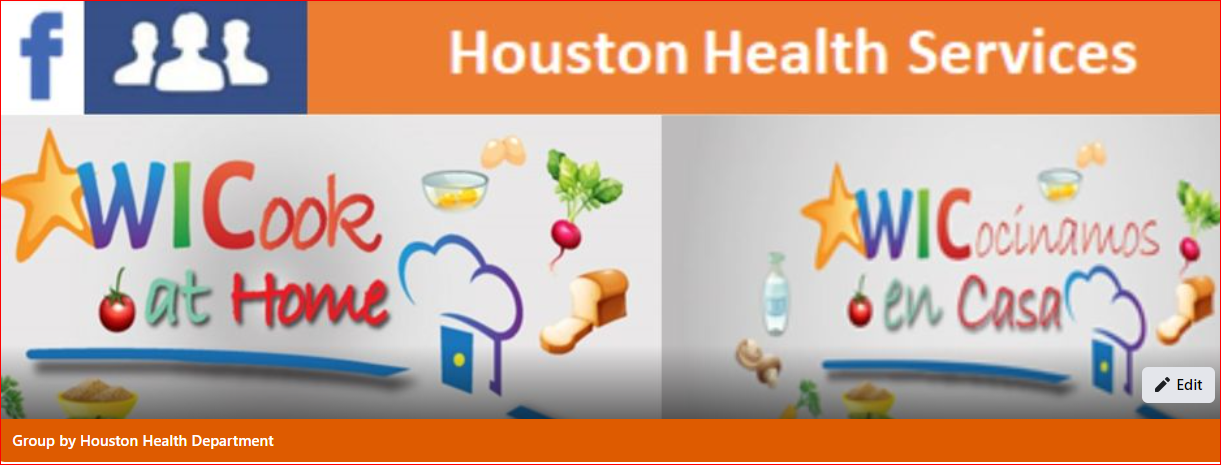 f
Houston Health Services
WICook
at Home
WICocinamos
en Casa
Edit
Group by Houston Health Department